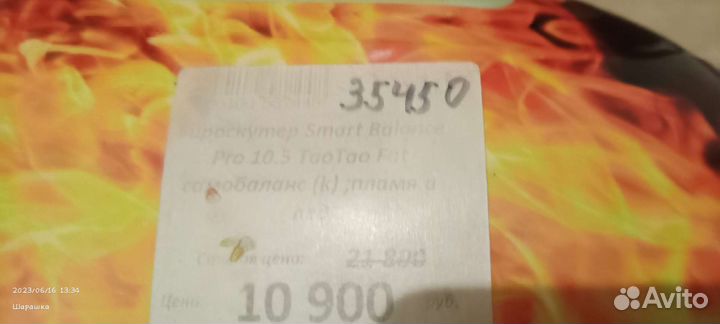 35450
гироскутер Smart Balance
Pro 10.5 TaoTao Fat
самобаланс (k) ;пламя а
цена: 21 800
Цена 10 900 руб.
2023/06/16 13:34
Шарашка
Avito